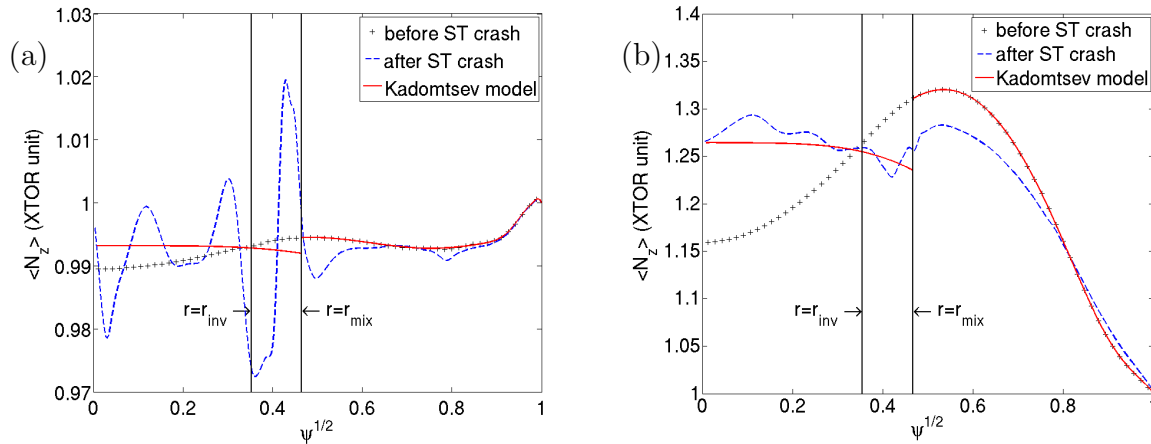 (a)
1.03
1.02
1.01
1
0.99
0.98
0.97
<N_z> (XTOR unit)
before ST crash
after ST crash
Kadomtsev model
r=r_inv
r=r_mix
0 0.2 0.4 0.6 0.8 1
ψ^1/2
(b)
1.4
1.35
1.3
1.25
1.2
1.15
1.1
1.05
1
<N_z> (XTOR unit)
before ST crash
after ST crash
Kadomtsev model
r=r_inv
r=r_mix
0 0.2 0.4 0.6 0.8 1
ψ^1/2